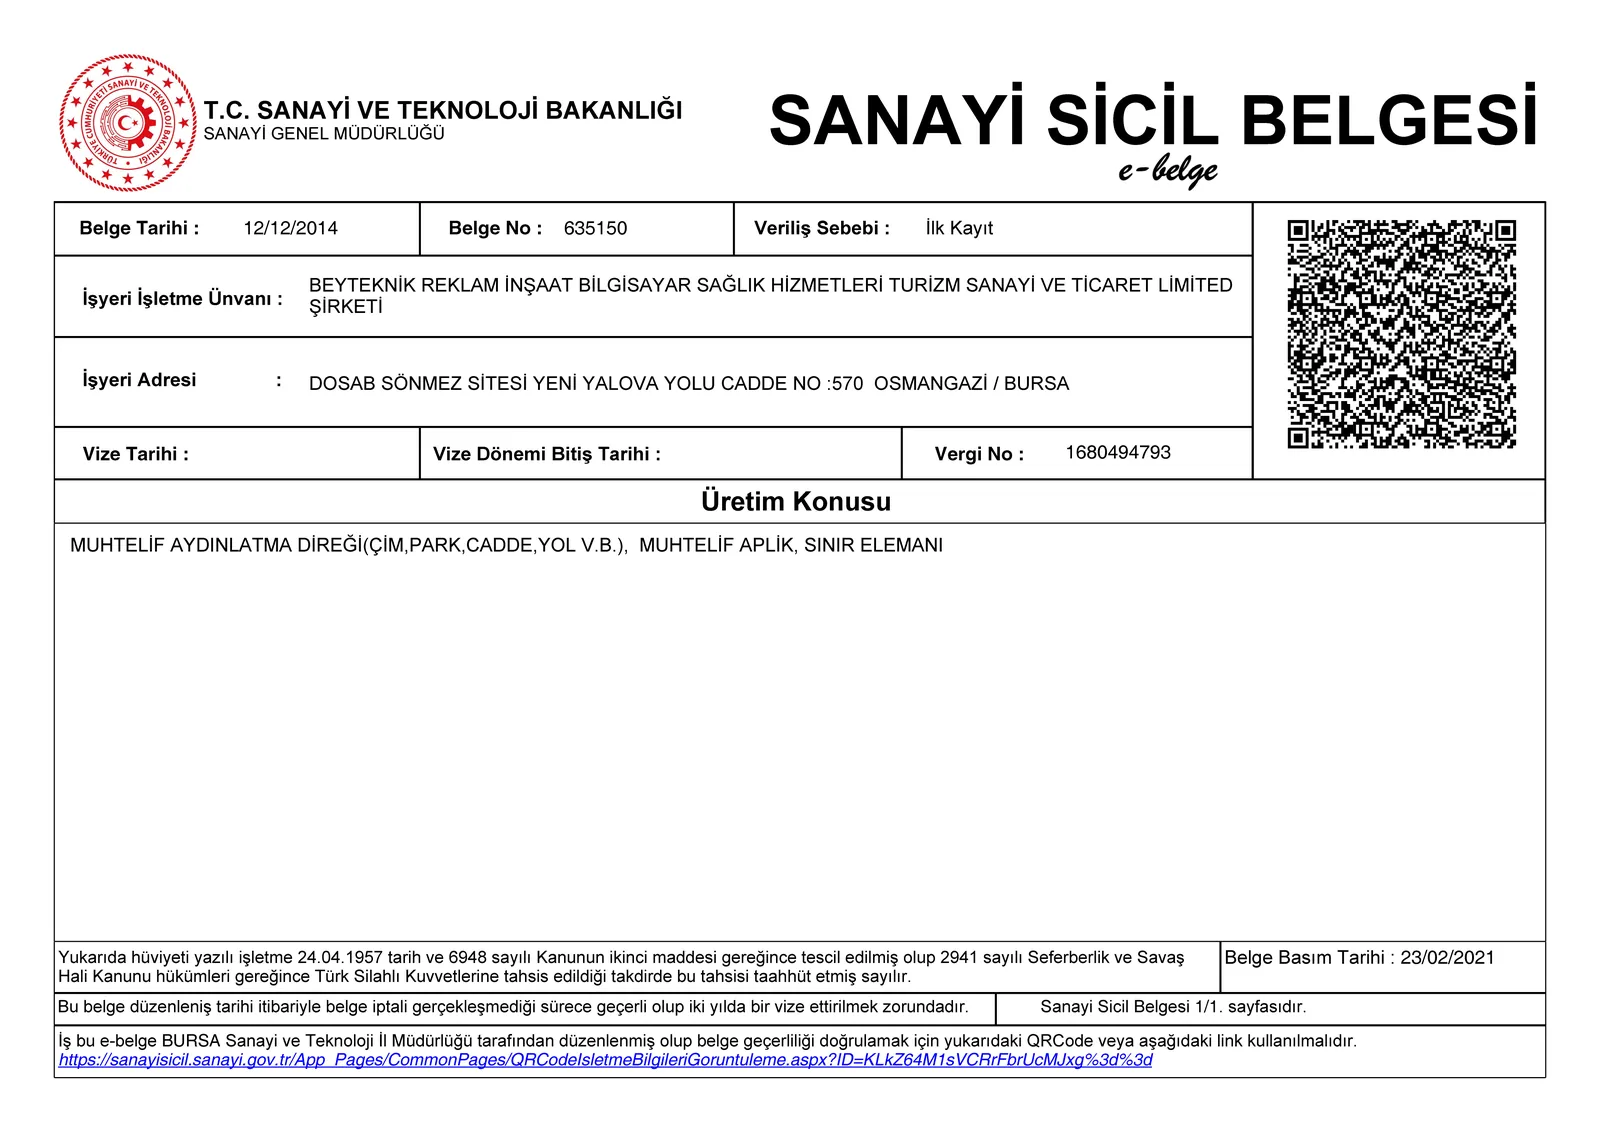 TÜRKİYE CUMHURİYETİ SANAYİ VE TEKNOLOJİ BAKANLIĞI
T.C. SANAYİ VE TEKNOLOJİ BAKANLIĞI
SANAYİ GENEL MÜDÜRLÜĞÜ
SANAYİ SİCİL BELGESİ
e-belge
Belge Tarihi : 12/12/2014
Belge No : 635150
Veriliş Sebebi : İlk Kayıt
İşyeri İşletme Ünvanı : BEYTEKNİK REKLAM İNŞAAT BİLGİSAYAR SAĞLIK HİZMETLERİ TURİZM SANAYİ VE TİCARET LİMİTED
ŞİRKETİ
İşyeri Adresi : DOSAB SÖNMEZ SİTESİ YENİ YALOVA YOLU CADDE NO :570 OSMANGAZİ / BURSA
Vize Tarihi :
Vize Dönemi Bitiş Tarihi :
Vergi No : 1680494793
Üretim Konusu
MUHTELİF AYDINLATMA DİREĞİ(ÇİM,PARK,CADDE,YOL V.B.), MUHTELİF APLİK, SINIR ELEMANI
Yukarıda hüviyeti yazılı işletme 24.04.1957 tarih ve 6948 sayılı Kanunun ikinci maddesi gereğince tescil edilmiş olup 2941 sayılı Seferberlik ve Savaş
Hali Kanunu hükümleri gereğince Türk Silahlı Kuvvetlerine tahsis edildiği takdirde bu tahsisi taahhüt etmiş sayılır.
Belge Basım Tarihi : 23/02/2021
Bu belge düzenleniş tarihi itibariyle belge iptali gerçekleşmediği sürece geçerli olup iki yılda bir vize ettirilmek zorundadır.
Sanayi Sicil Belgesi 1/1. sayfasıdır.
İş bu e-belge BURSA Sanayi ve Teknoloji İl Müdürlüğü tarafından düzenlenmiş olup belge geçerliliği doğrulamak için yukarıdaki QRCode veya aşağıdaki link kullanılmalıdır.
https://sanayisicil.sanayi.gov.tr/App_Pages/CommonPages/QRCodeIsletmeBilgileriGoruntuleme.aspx?ID=KLkZ64M1sVCRrFbrUcMJxg%3d%3d